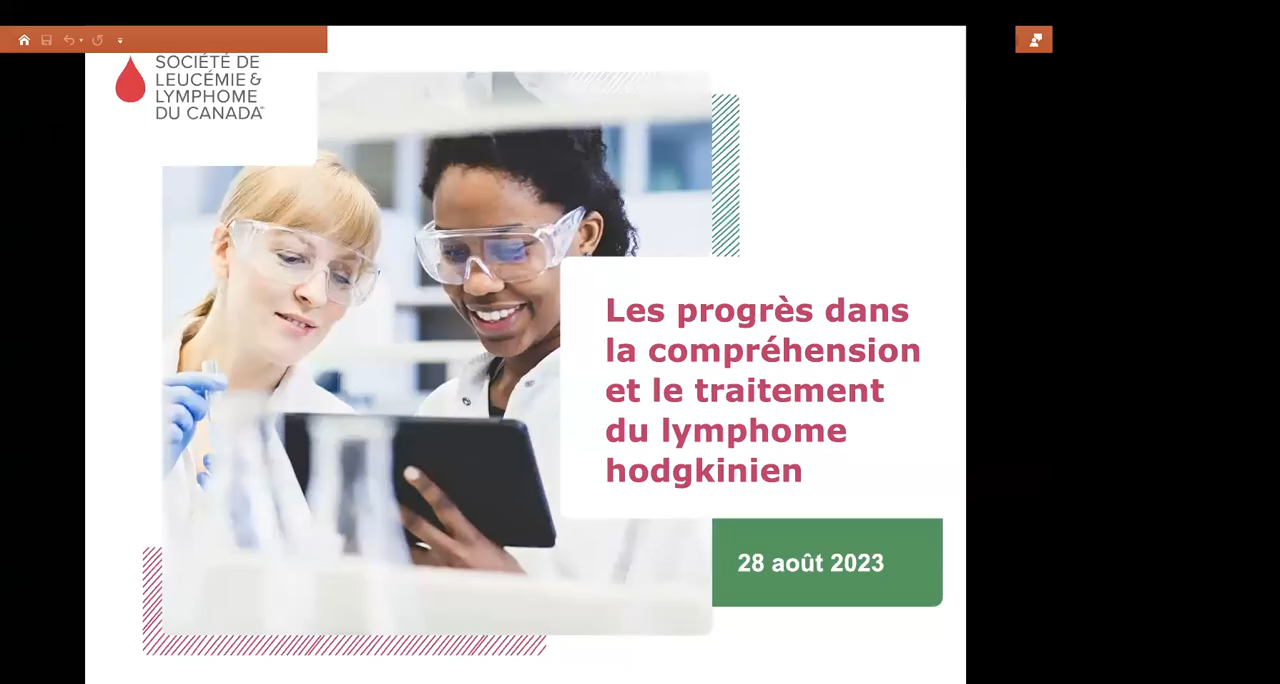 SOCIÉTÉ DE
LEUCÉMIE &
LYMPHOME
DU CANADA™
Les progrès dans
la compréhension
et le traitement
du lymphome
hodgkinien
28 août 2023